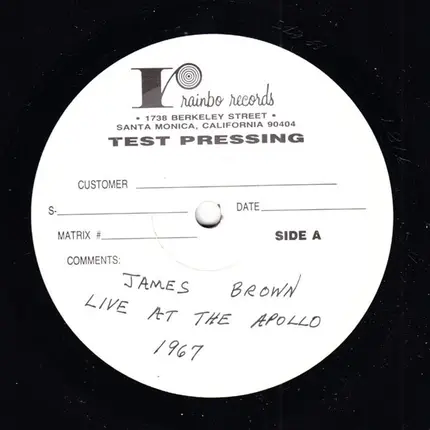 r rainbo records
• 1738 BERKELEY STREET •
SANTA MONICA, CALIFORNIA 90404
TEST PRESSING
CUSTOMER
S- DATE
MATRIX # SIDE A
COMMENTS:
JAMES BROWN
LIVE AT THE APOLLO
1967